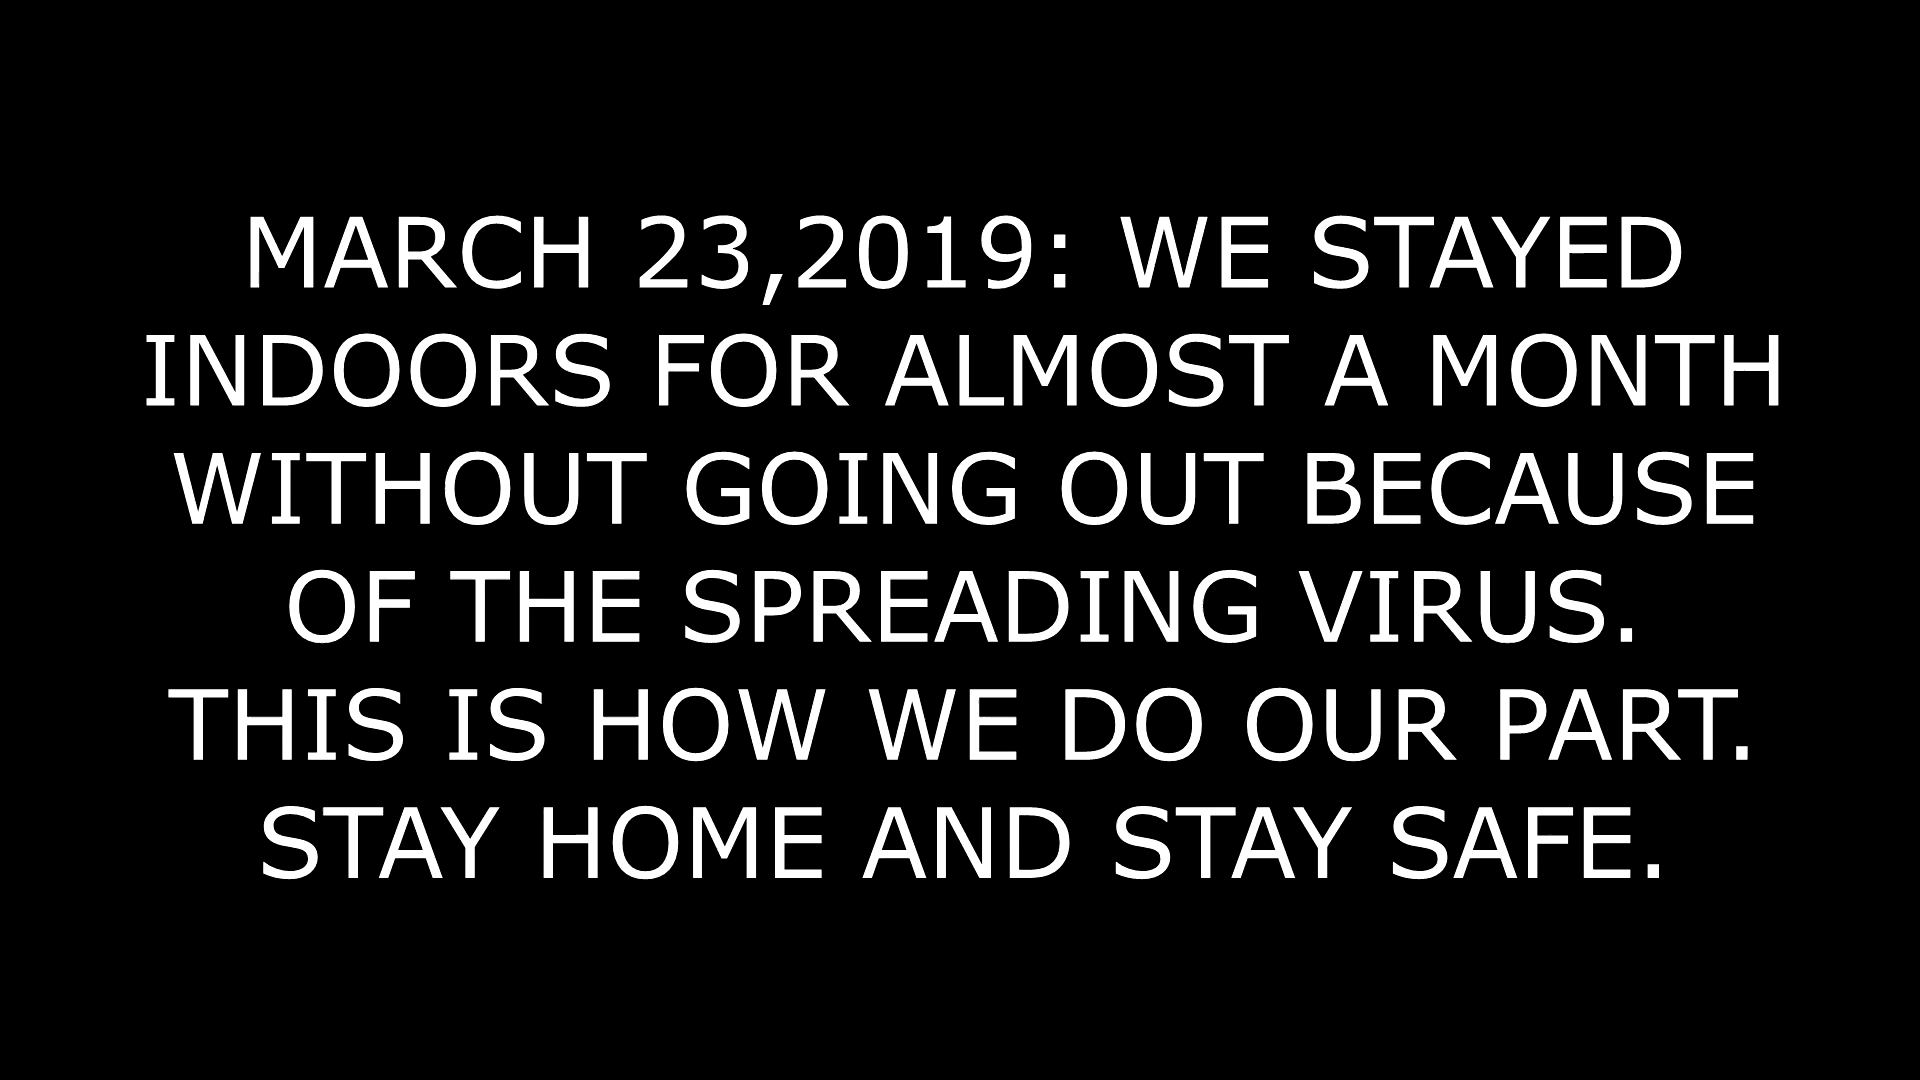 MARCH 23,2019: WE STAYED
INDOORS FOR ALMOST A MONTH
WITHOUT GOING OUT BECAUSE
OF THE SPREADING VIRUS.
THIS IS HOW WE DO OUR PART.
STAY HOME AND STAY SAFE.